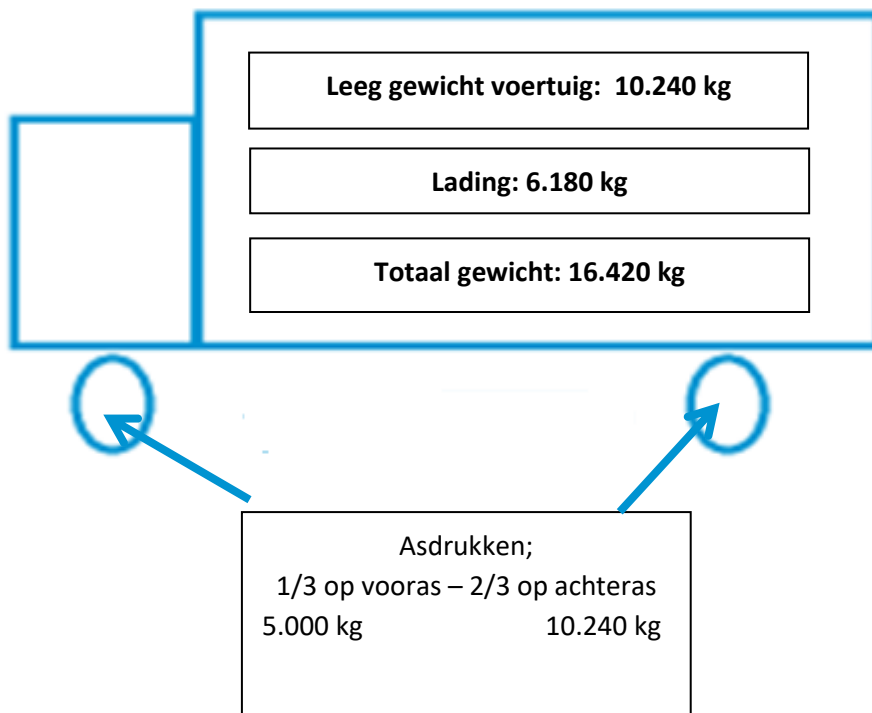 Leeg gewicht voertuig: 10.240 kg
Lading: 6.180 kg
Totaal gewicht: 16.420 kg
Asdrukken;
1/3 op vooras – 2/3 op achteras
5.000 kg 10.240 kg